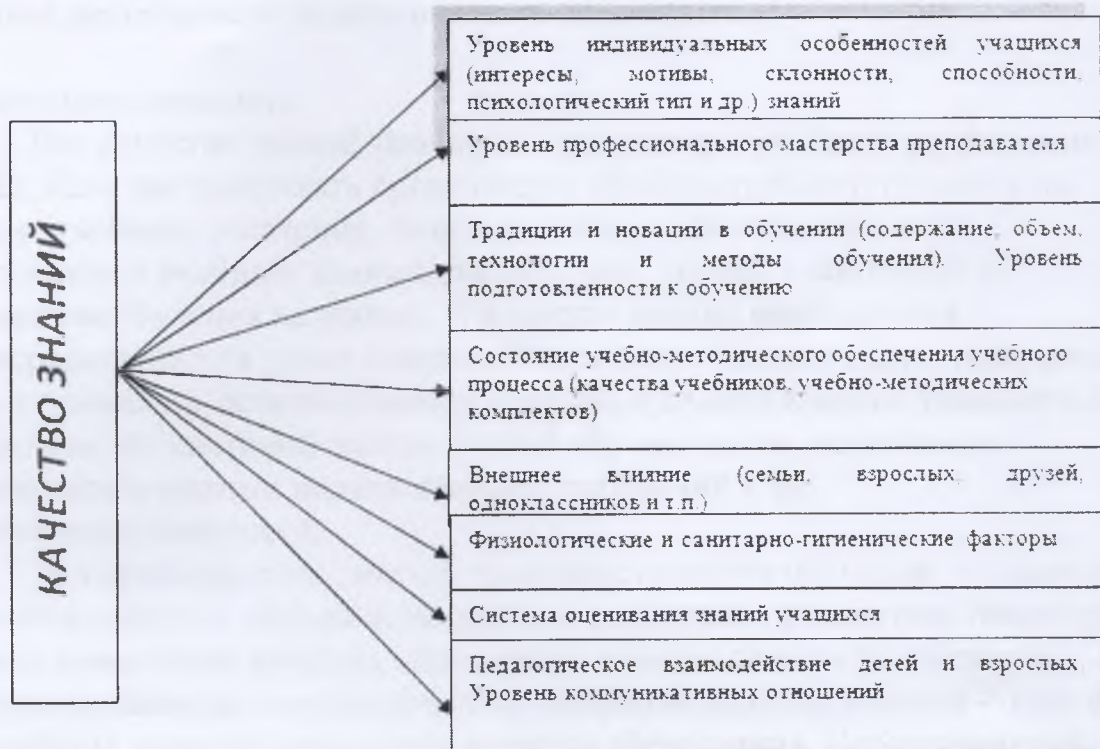 КАЧЕСТВО ЗНАНИЙ
Уровень индивидуальных особенностей учащихся
(интересы, мотивы, склонности, способности,
психологический тип и др.) знаний
Уровень профессионального мастерства преподавателя
Традиции и новации в обучении (содержание, объем,
технологии и методы обучения). Уровень
подготовленности к обучению
Состояние учебно-методического обеспечения учебного
процесса (качества учебников, учебно-методических
комплектов)
Внешнее влияние (семьи, взрослых, друзей,
одноклассников и т.п.)
Физиологические и санитарно-гигиенические факторы
Система оценивания знаний учащихся
Педагогическое взаимодействие детей и взрослых
Уровень коммуникативных отношений